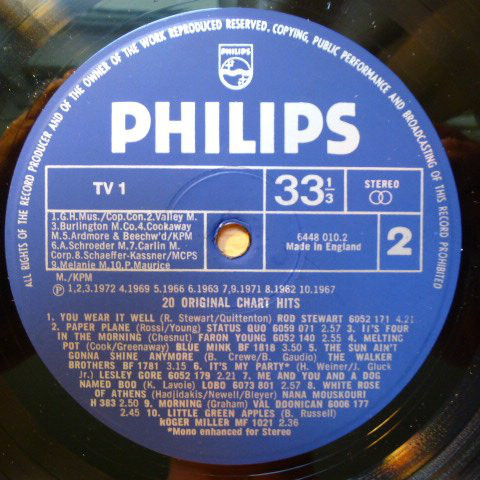 ALL RIGHTS OF THE RECORD PRODUCER AND OF THE OWNER OF THE WORK REPRODUCED RESERVED. COPYING, PUBLIC PERFORMANCE AND BROADCASTING OF THIS RECORD PROHIBITED
PHILIPS
PHILIPS
TV 1
33 1/3
STEREO
1.G.H.Mus./Cop.Con.2.Valley M.
3.Burlington M.Co.4.Cookaway
M.5.Ardmore & Beechw'd/KPM
6.A.Schroeder M.7.Carlin M.
Corp.8.Schaeffer-Kassner/MCPS
9.Melanie M.10.P.Maurice
M./KPM
6448 010.2
Made in England
2
Ⓟ 1,2,3.1972 4.1969 5.1966 6.1963 7,9.1971 8.1962 10.1967
20 ORIGINAL CHART HITS
1. YOU WEAR IT WELL (R. Stewart/Quittenton) ROD STEWART 6052 171 4.21
2. PAPER PLANE (Rossi/Young) STATUS QUO 6059 071 2.57 3. IT'S FOUR
IN THE MORNING (Chesnut) FARON YOUNG 6052 140 2.55 4. MELTING
POT (Cook/Greenaway) BLUE MINK BF 1818 3.50 5. THE SUN AIN'T
GONNA SHINE ANYMORE (B. Crewe/B. Gaudio) THE WALKER
BROTHERS BF 1781 3.15 6. IT'S MY PARTY* (H. Weiner/J. Gluck
Jr.) LESLEY GORE 6052 179 2.21 7. ME AND YOU AND A DOG
NAMED BOO (K. Lavoie) LOBO 6073 801 2.57 8. WHITE ROSE
OF ATHENS (Hadjidakis/Newell/Bleyer) NANA MOUSKOURI
H 383 2.50 9. MORNING (Graham) VAL DOONICAN 6006 177
2.45 10. LITTLE GREEN APPLES (B. Russell)
ROGER MILLER MF 1021 2.36
*Mono enhanced for Stereo